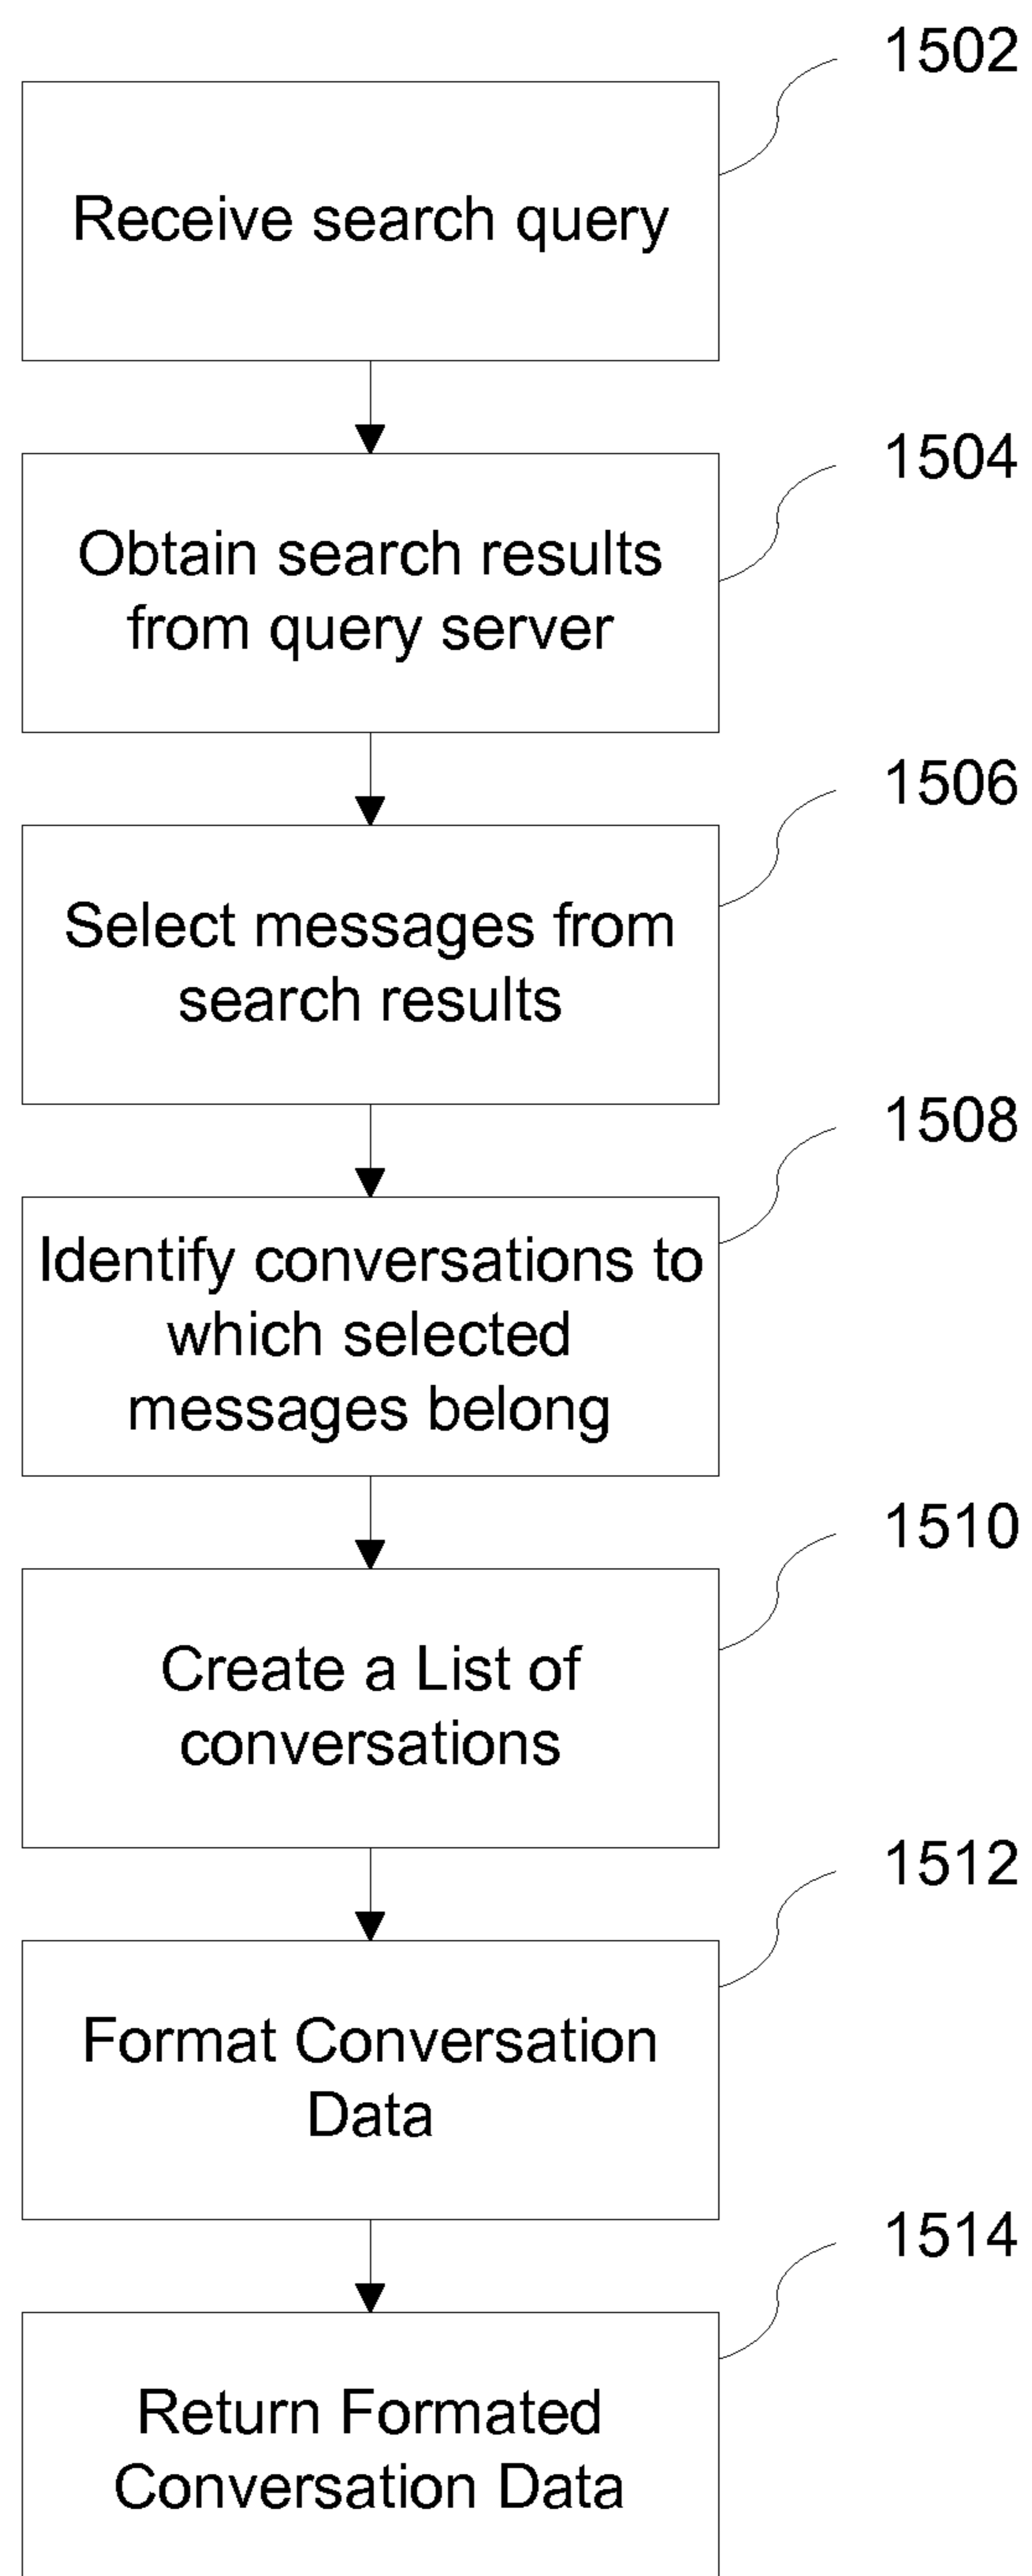 1502
Receive search query
1504
Obtain search results
from query server
1506
Select messages from
search results
1508
Identify conversations to
which selected
messages belong
1510
Create a List of
conversations
1512
Format Conversation
Data
1514
Return Formated
Conversation Data